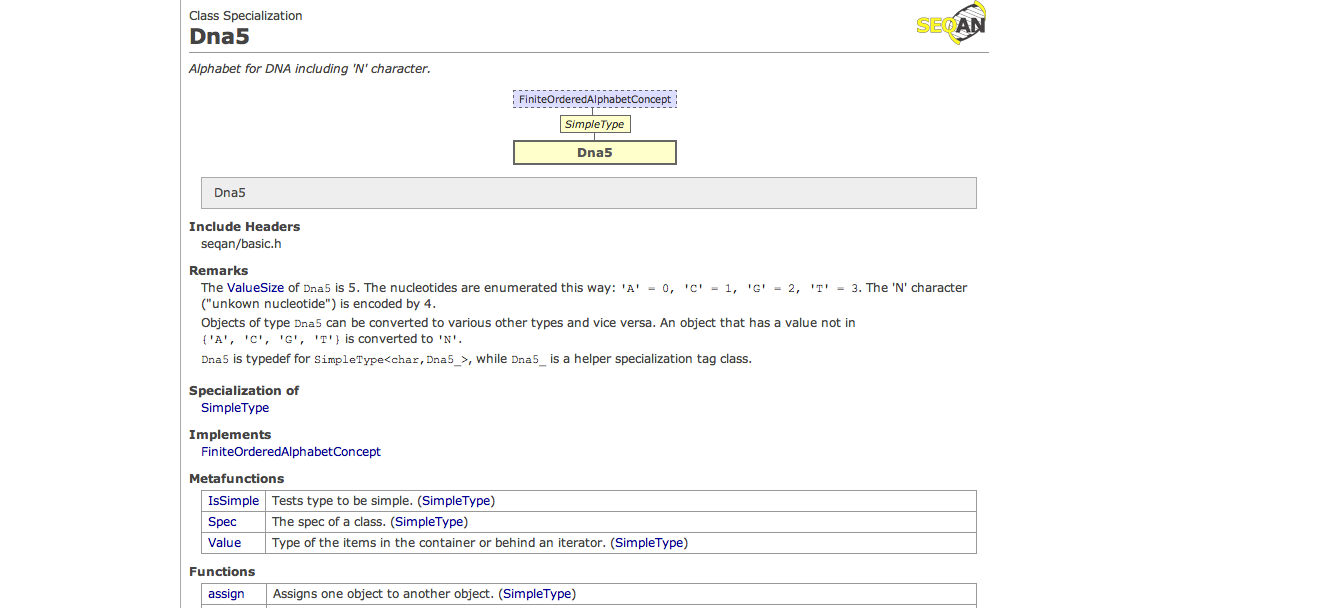 Class Specialization
Dna5
SEQAN
Alphabet for DNA including 'N' character.
FiniteOrderedAlphabetConcept
SimpleType
Dna5
Dna5
Include Headers
seqan/basic.h
Remarks
The ValueSize of Dna5 is 5. The nucleotides are enumerated this way: 'A' = 0, 'C' = 1, 'G' = 2, 'T' = 3. The 'N' character
("unkown nucleotide") is encoded by 4.
Objects of type Dna5 can be converted to various other types and vice versa. An object that has a value not in
{'A', 'C', 'G', 'T'} is converted to 'N'.
Dna5 is typedef for SimpleType<char,Dna5_>, while Dna5_ is a helper specialization tag class.
Specialization of
SimpleType
Implements
FiniteOrderedAlphabetConcept
Metafunctions
IsSimple Tests type to be simple. (SimpleType)
Spec The spec of a class. (SimpleType)
Value Type of the items in the container or behind an iterator. (SimpleType)
Functions
assign Assigns one object to another object. (SimpleType)